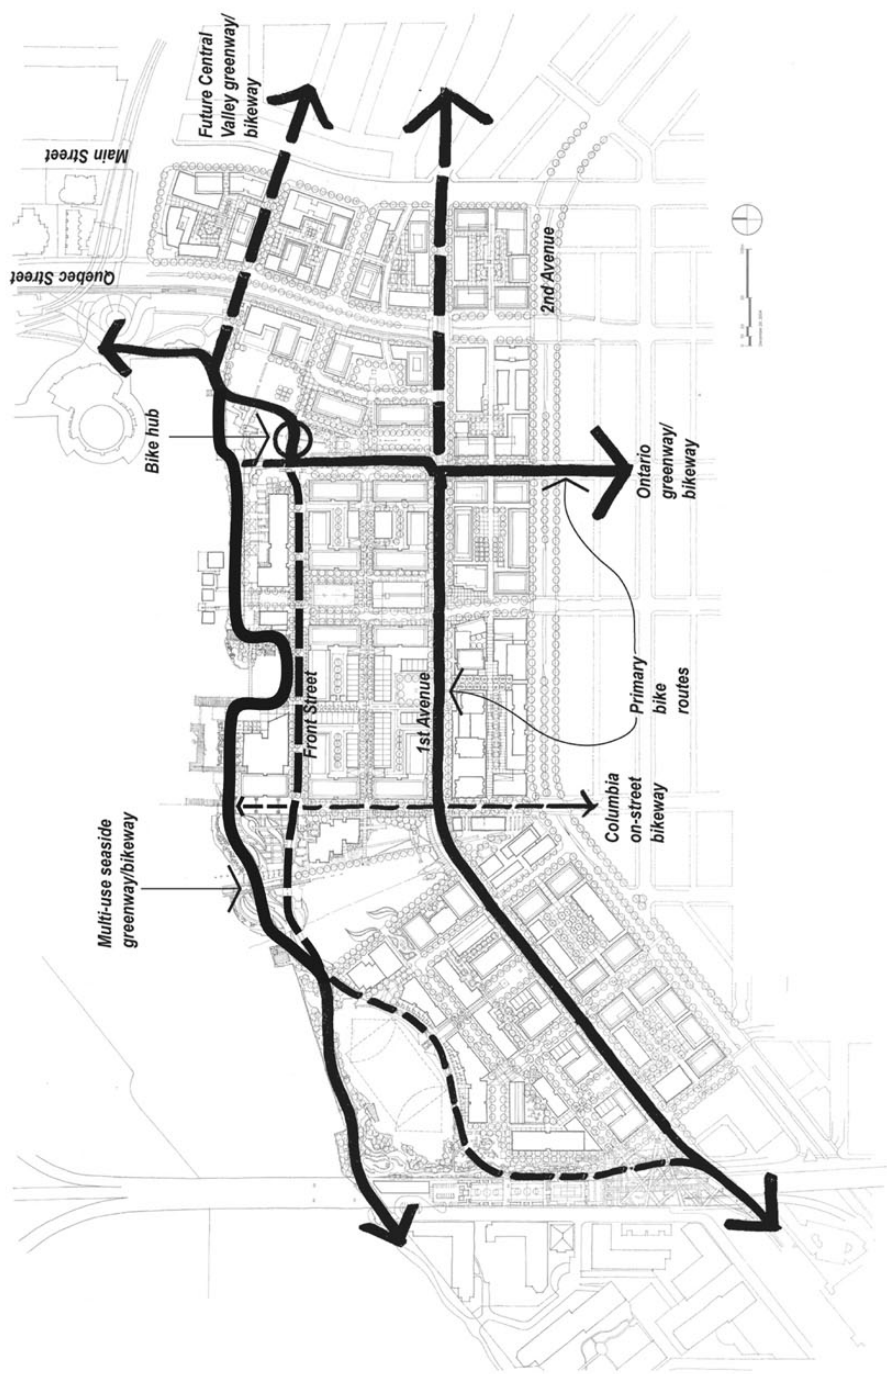 Multi-use seaside
greenway/bikeway
Bike hub
Quebec Street
Main Street
Future Central
Valley greenway/
bikeway
Front Street
1st Avenue
2nd Avenue
Columbia
on-street
bikeway
Primary
bike
routes
Ontario
greenway/
bikeway